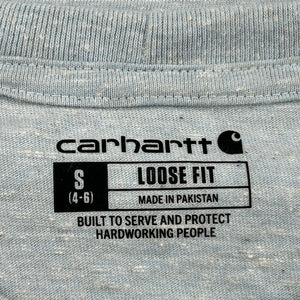 carhartt
S
(4-6)
LOOSE FIT
MADE IN PAKISTAN
BUILT TO SERVE AND PROTECT
HARDWORKING PEOPLE